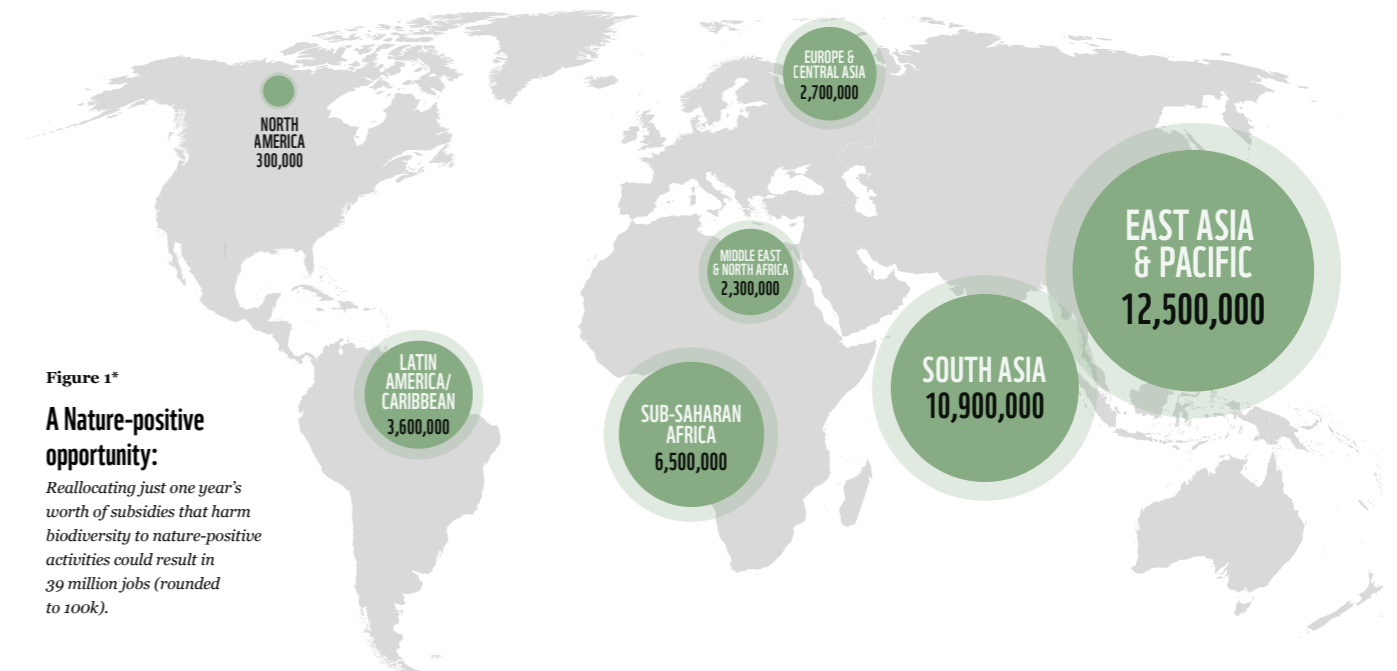 EUROPE &
CENTRAL ASIA
2,700,000
NORTH
AMERICA
300,000
EAST ASIA
& PACIFIC
12,500,000
MIDDLE EAST
& NORTH AFRICA
2,300,000
LATIN
AMERICA/
CARIBBEAN
3,600,000
SOUTH ASIA
10,900,000
SUB-SAHARAN
AFRICA
6,500,000
Figure 1*
A Nature-positive
opportunity:
Reallocating just one year's
worth of subsidies that harm
biodiversity to nature-positive
activities could result in
39 million jobs (rounded
to 100k).